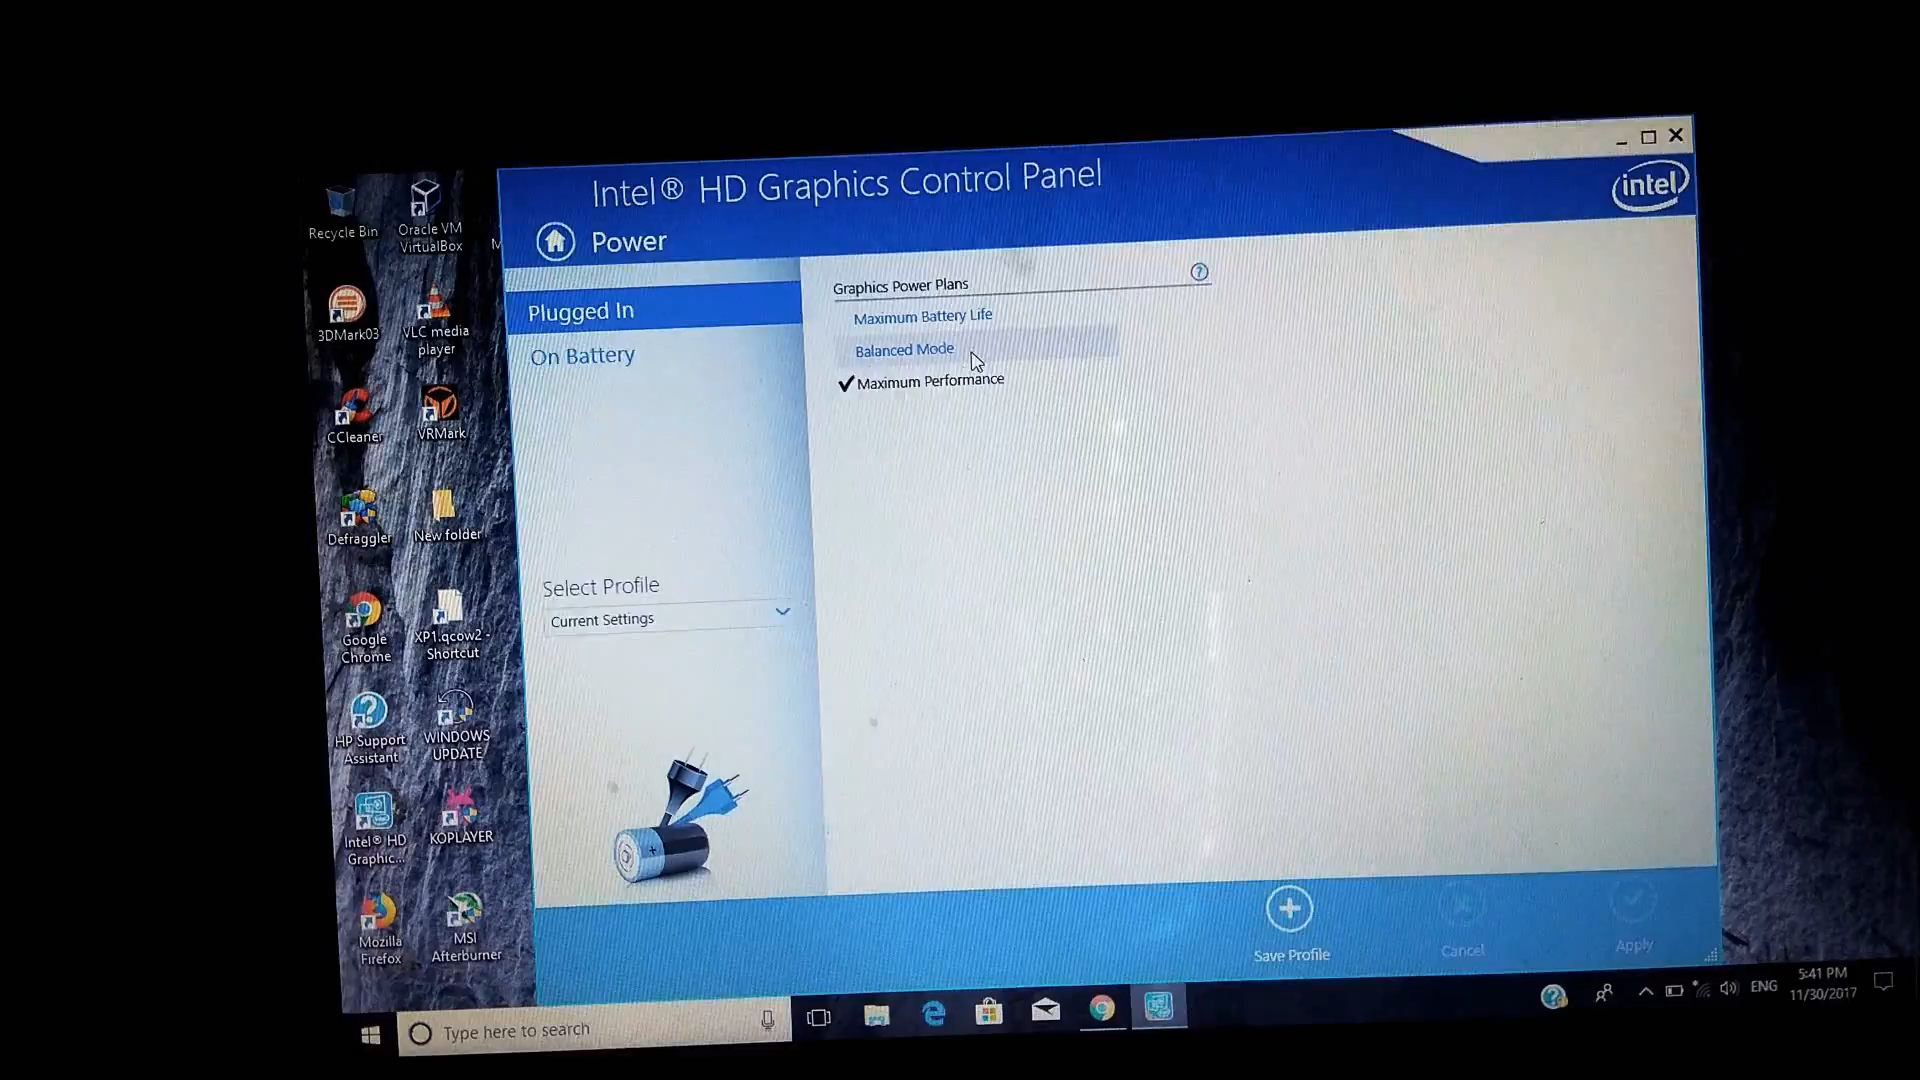 Recycle Bin
Oracle VM
VirtualBox
3DMark03
VLC media
player
CCleaner
VRMark
Defraggler
New folder
Google
Chrome
XP1.qcow2 -
Shortcut
HP Support
Assistant
WINDOWS
UPDATE
Intel® HD
Graphic...
KOPLAYER
Mozilla
Firefox
MSI
Afterburner
Intel® HD Graphics Control Panel
intel
Power
Plugged In
On Battery
Select Profile
Current Settings
Graphics Power Plans
?
Maximum Battery Life
Balanced Mode
Maximum Performance
Save Profile
Cancel
Apply
Type here to search
ENG
5:41 PM
11/30/2017